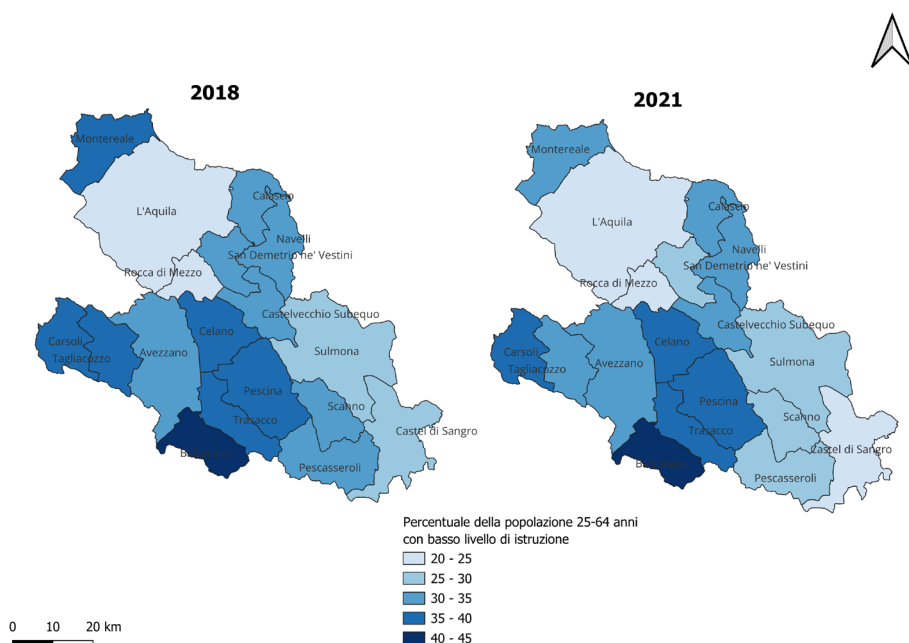 2018
Montereale
L'Aquila
Calascio
Navelli
San Demetrio ne' Vestini
Rocca di Mezzo
Castelvecchio Subequo
Carsoli
Tagliacozzo
Avezzano
Celano
Sulmona
Pescina
Scanno
Trasacco
Castel di Sangro
Pescasseroli
2021
Montereale
L'Aquila
Calascio
Navelli
San Demetrio ne' Vestini
Rocca di Mezzo
Castelvecchio Subequo
Carsoli
Tagliacozzo
Avezzano
Celano
Sulmona
Pescina
Scanno
Trasacco
Castel di Sangro
Pescasseroli
Percentuale della popolazione 25-64 anni
con basso livello di istruzione
20 - 25
25 - 30
30 - 35
35 - 40
40 - 45
0 10 20 km